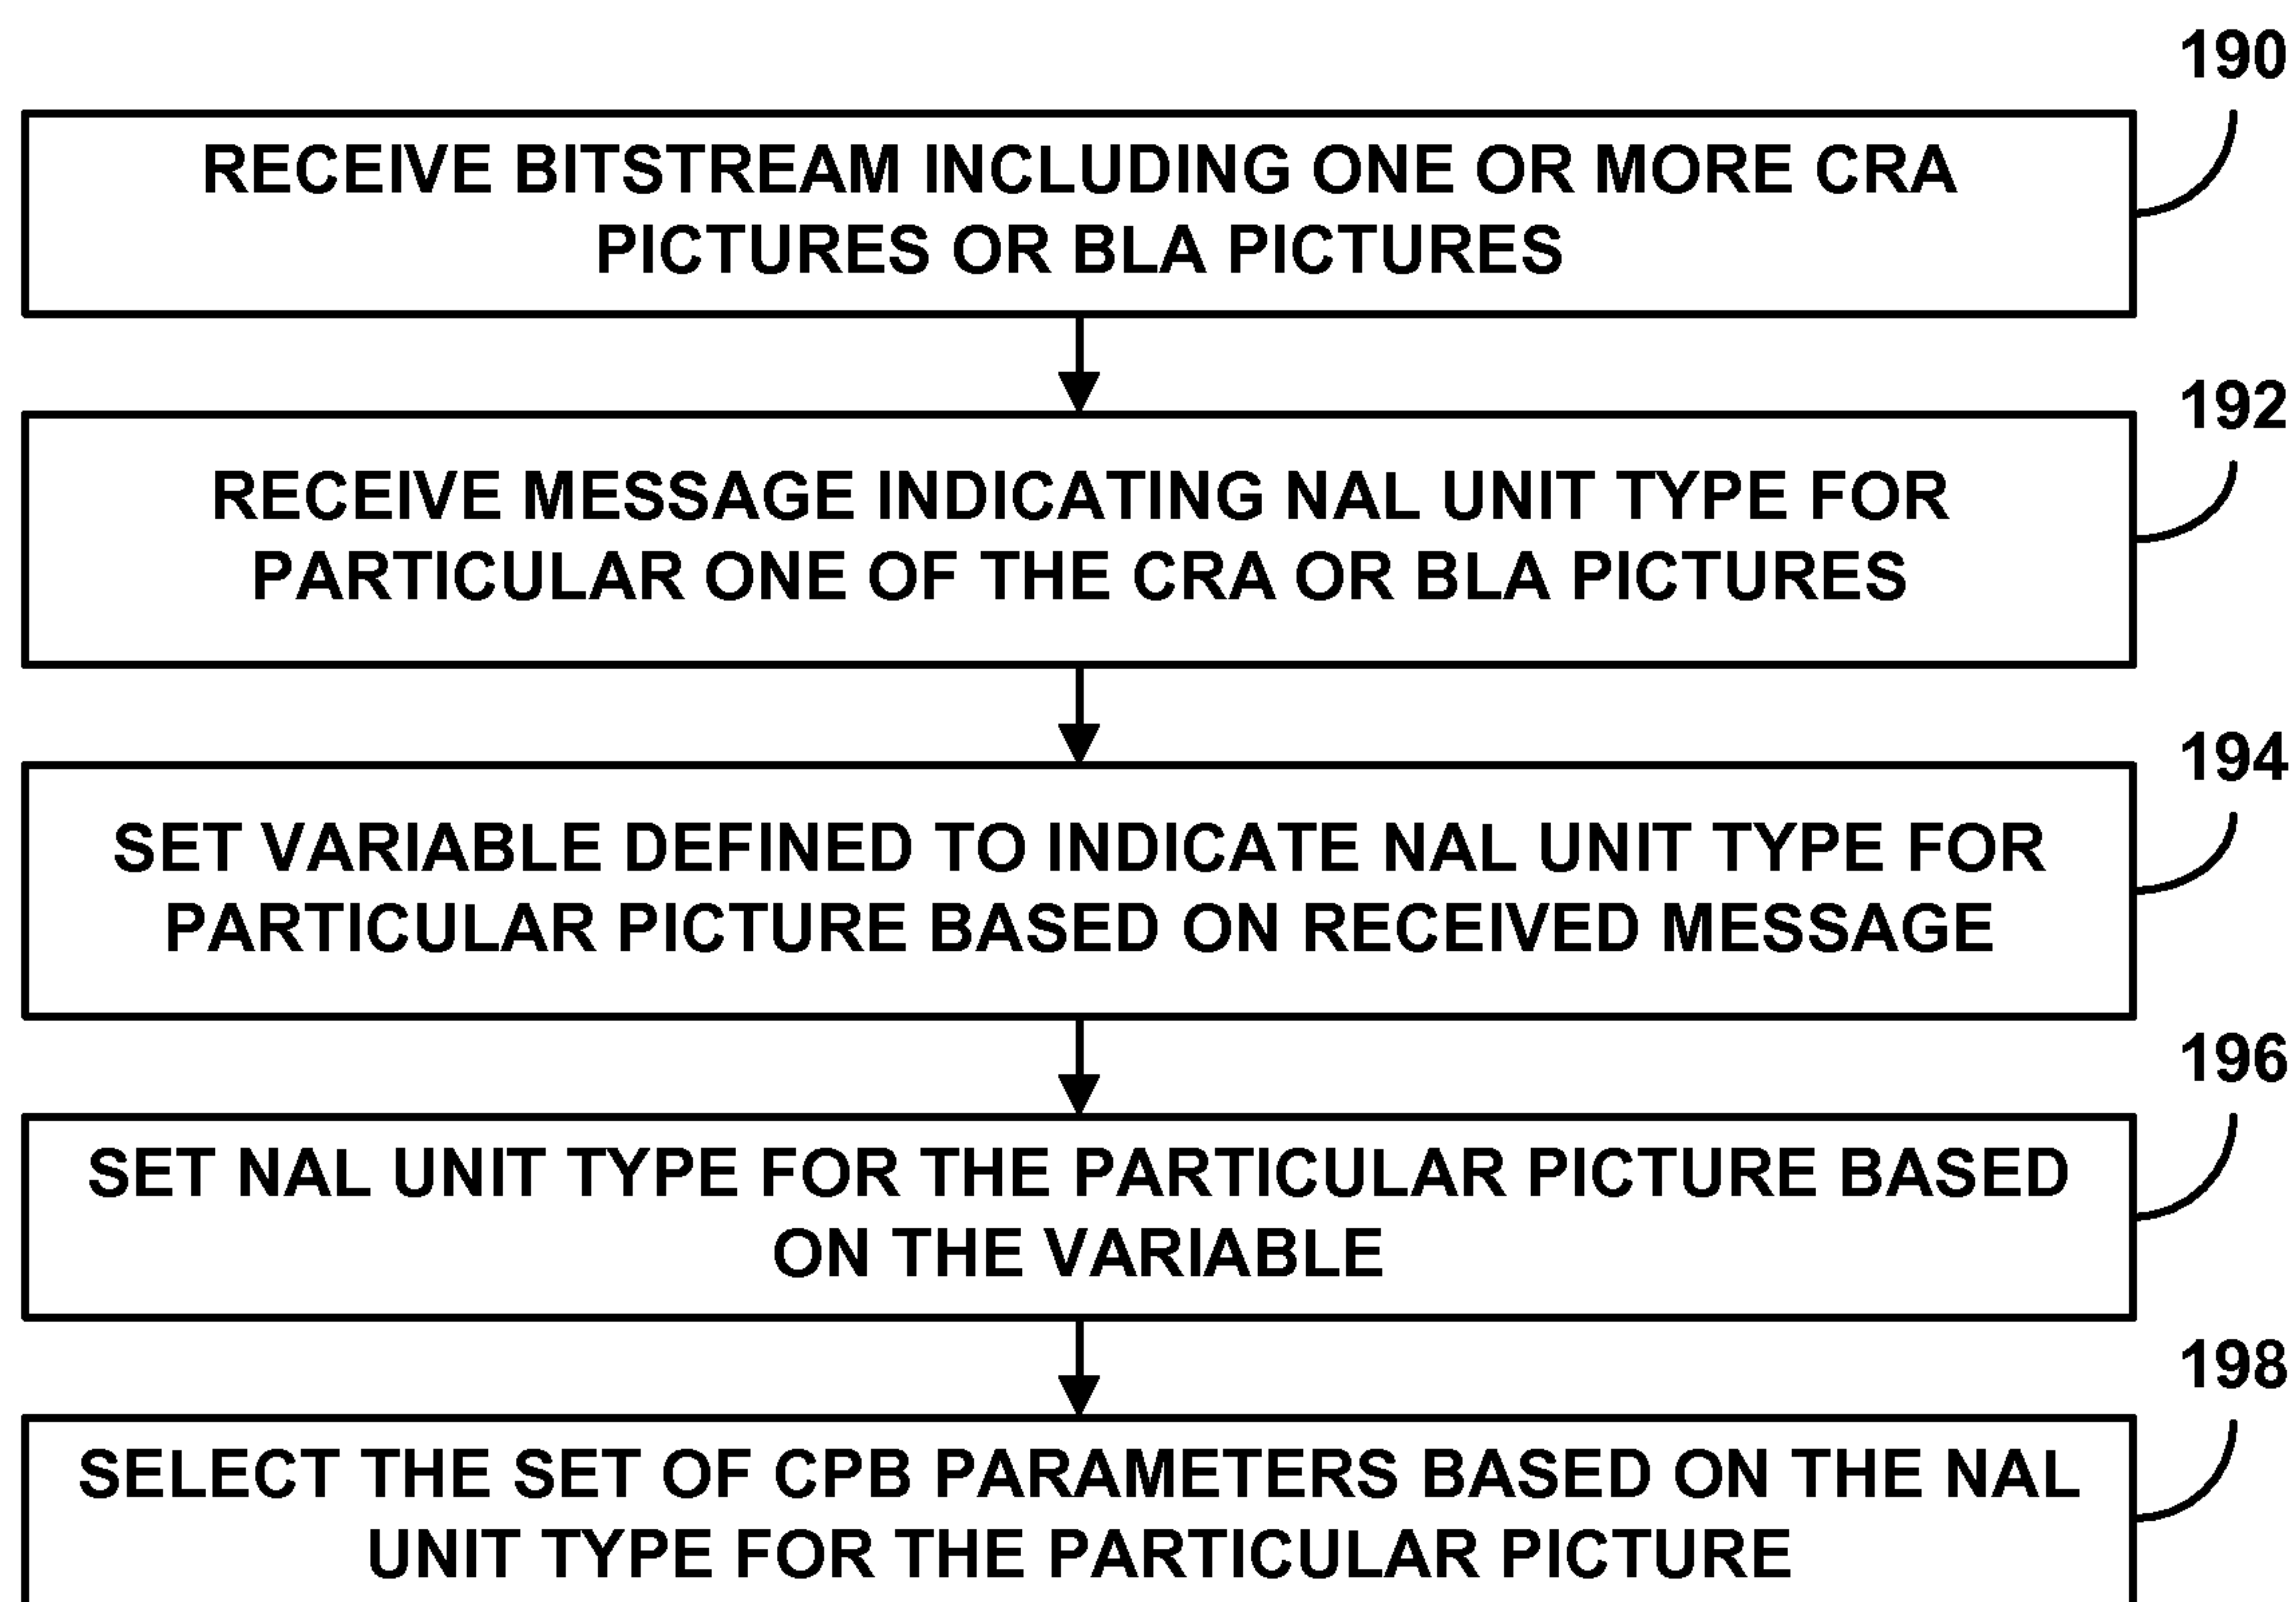 190
RECEIVE BITSTREAM INCLUDING ONE OR MORE CRA
PICTURES OR BLA PICTURES
192
RECEIVE MESSAGE INDICATING NAL UNIT TYPE FOR
PARTICULAR ONE OF THE CRA OR BLA PICTURES
194
SET VARIABLE DEFINED TO INDICATE NAL UNIT TYPE FOR
PARTICULAR PICTURE BASED ON RECEIVED MESSAGE
196
SET NAL UNIT TYPE FOR THE PARTICULAR PICTURE BASED
ON THE VARIABLE
198
SELECT THE SET OF CPB PARAMETERS BASED ON THE NAL
UNIT TYPE FOR THE PARTICULAR PICTURE